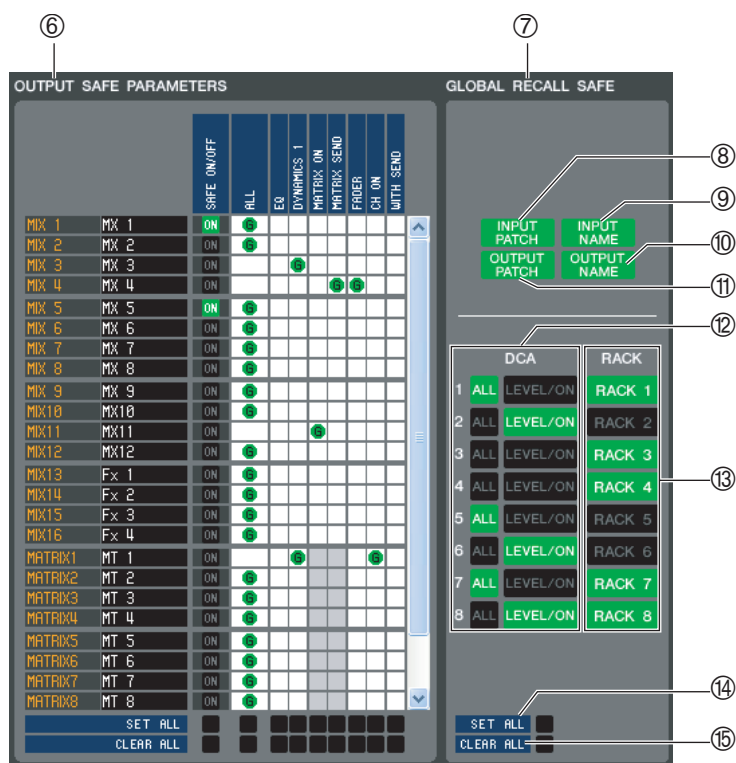 ⑥ ⑦
OUTPUT SAFE PARAMETERS
SAFE ON/OFF
ALL
EQ
DYNAMICS 1
MATRIX ON
MATRIX SEND
FADER
CH ON
WITH SEND
MIX 1 MX 1 ON G
MIX 2 MX 2 ON G
MIX 3 MX 3 ON G
MIX 4 MX 4 ON G G
MIX 5 MX 5 ON G
MIX 6 MX 6 ON G
MIX 7 MX 7 ON G
MIX 8 MX 8 ON G
MIX 9 MX 9 ON G
MIX10 MX10 ON G
MIX11 MX11 ON G
MIX12 MX12 ON G
MIX13 Fx 1 ON G
MIX14 Fx 2 ON G
MIX15 Fx 3 ON G
MIX16 Fx 4 ON G
MATRIX1 MT 1 ON G G
MATRIX2 MT 2 ON G
MATRIX3 MT 3 ON G
MATRIX4 MT 4 ON G
MATRIX5 MT 5 ON G
MATRIX6 MT 6 ON G
MATRIX7 MT 7 ON G
MATRIX8 MT 8 ON G
SET ALL
CLEAR ALL
GLOBAL RECALL SAFE
⑧
⑨
INPUT PATCH
INPUT NAME
⑩
OUTPUT PATCH
OUTPUT NAME
⑪
⑫
DCA RACK
1 ALL LEVEL/ON RACK 1
2 ALL LEVEL/ON RACK 2
3 ALL LEVEL/ON RACK 3
4 ALL LEVEL/ON RACK 4
⑬
5 ALL LEVEL/ON RACK 5
6 ALL LEVEL/ON RACK 6
7 ALL LEVEL/ON RACK 7
8 ALL LEVEL/ON RACK 8
⑭
SET ALL
CLEAR ALL
⑮